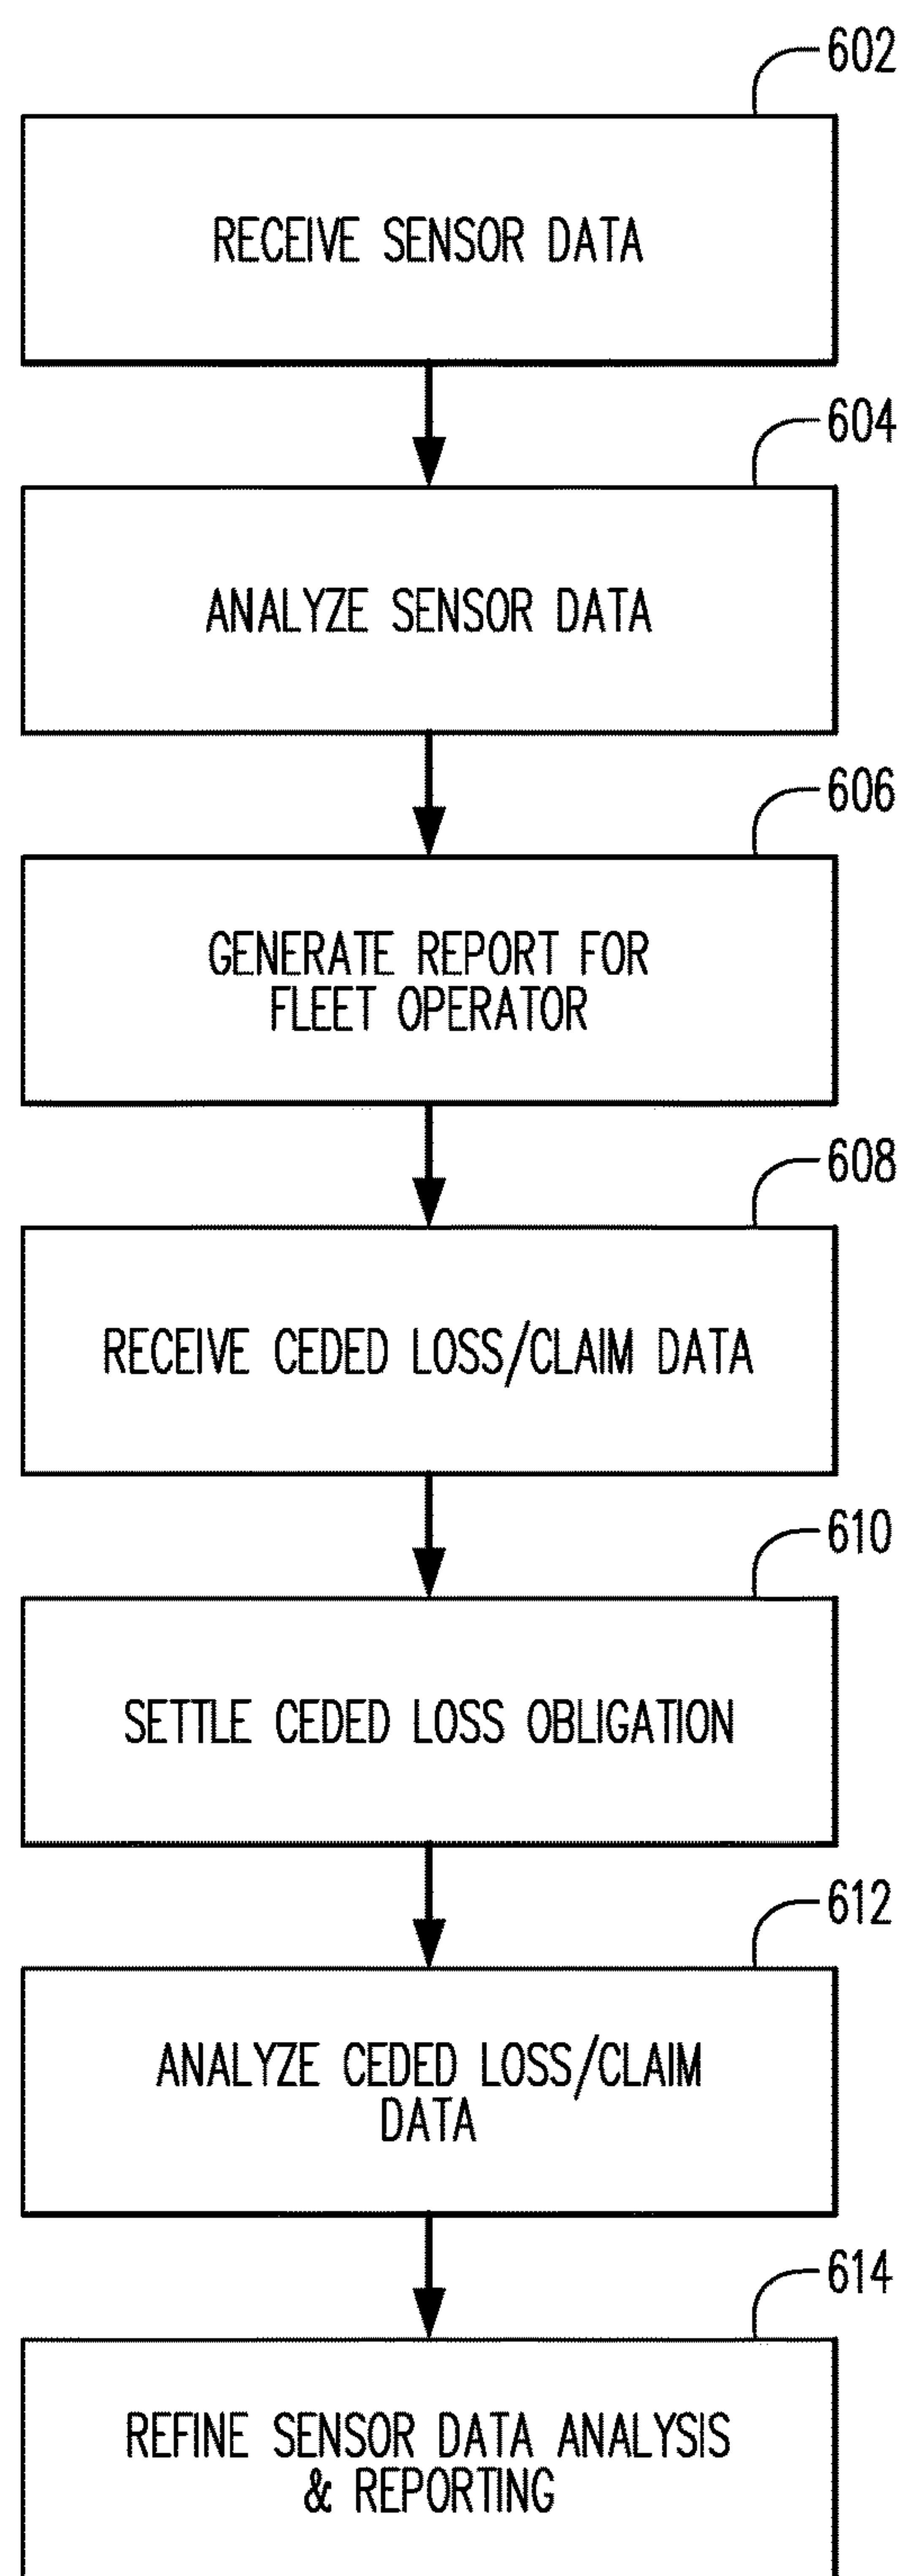 602
RECEIVE SENSOR DATA
604
ANALYZE SENSOR DATA
606
GENERATE REPORT FOR
FLEET OPERATOR
608
RECEIVE CEDED LOSS/CLAIM DATA
610
SETTLE CEDED LOSS OBLIGATION
612
ANALYZE CEDED LOSS/CLAIM
DATA
614
REFINE SENSOR DATA ANALYSIS
& REPORTING